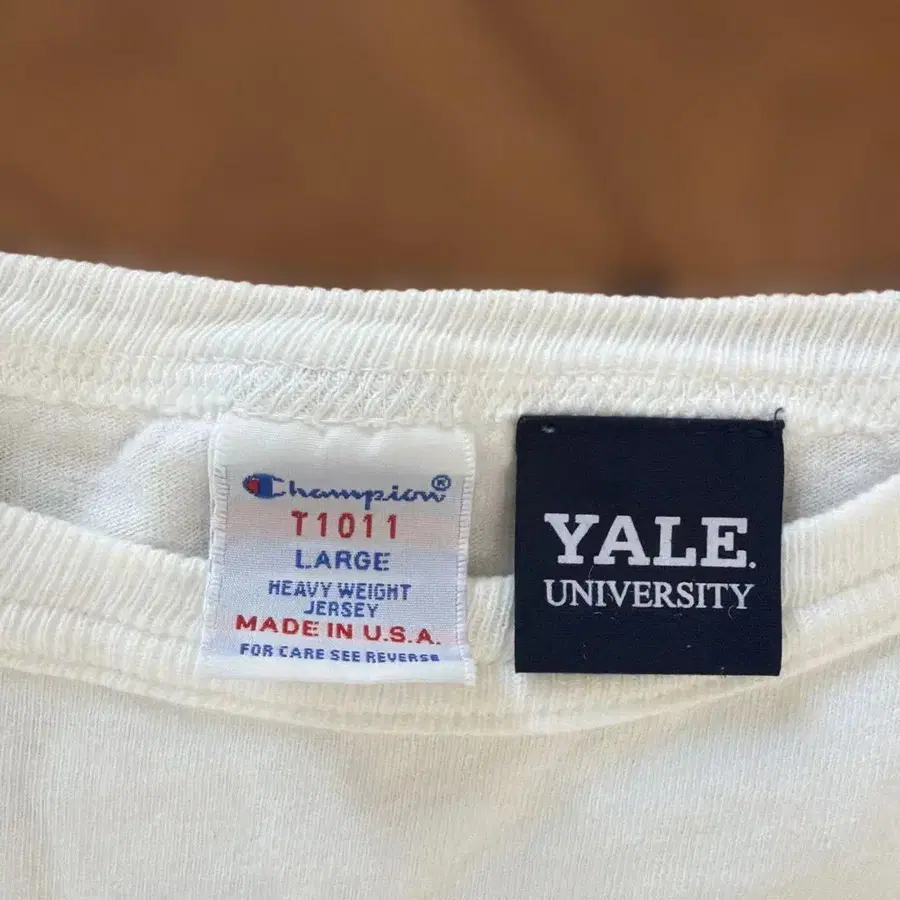 Champion®
T1011
LARGE
HEAVY WEIGHT
JERSEY
MADE IN U.S.A.
FOR CARE SEE REVERSE
YALE.
UNIVERSITY